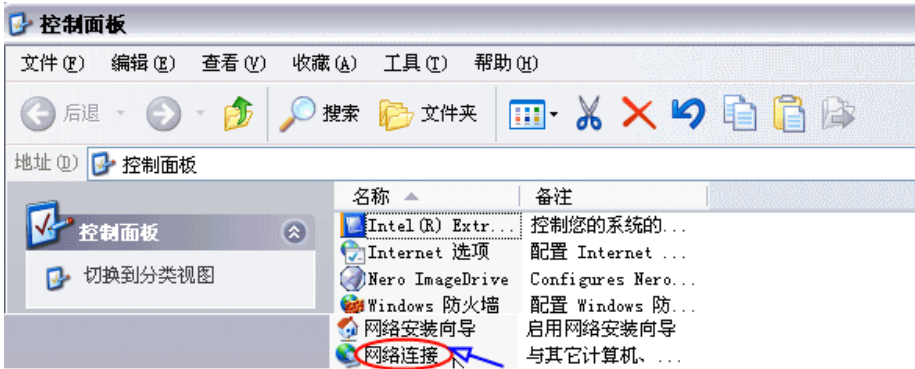 控制面板
文件(F) 编辑(E) 查看(V) 收藏(A) 工具(T) 帮助(H)
后退 搜索 文件夹
地址(D) 控制面板
名称 备注
控制面板
切换到分类视图
Intel(R) Extr... 控制您的系统的...
Internet 选项 配置 Internet ...
Nero ImageDrive Configures Nero...
Windows 防火墙 配置 Windows 防...
网络安装向导 启用网络安装向导
网络连接 与其它计算机、...